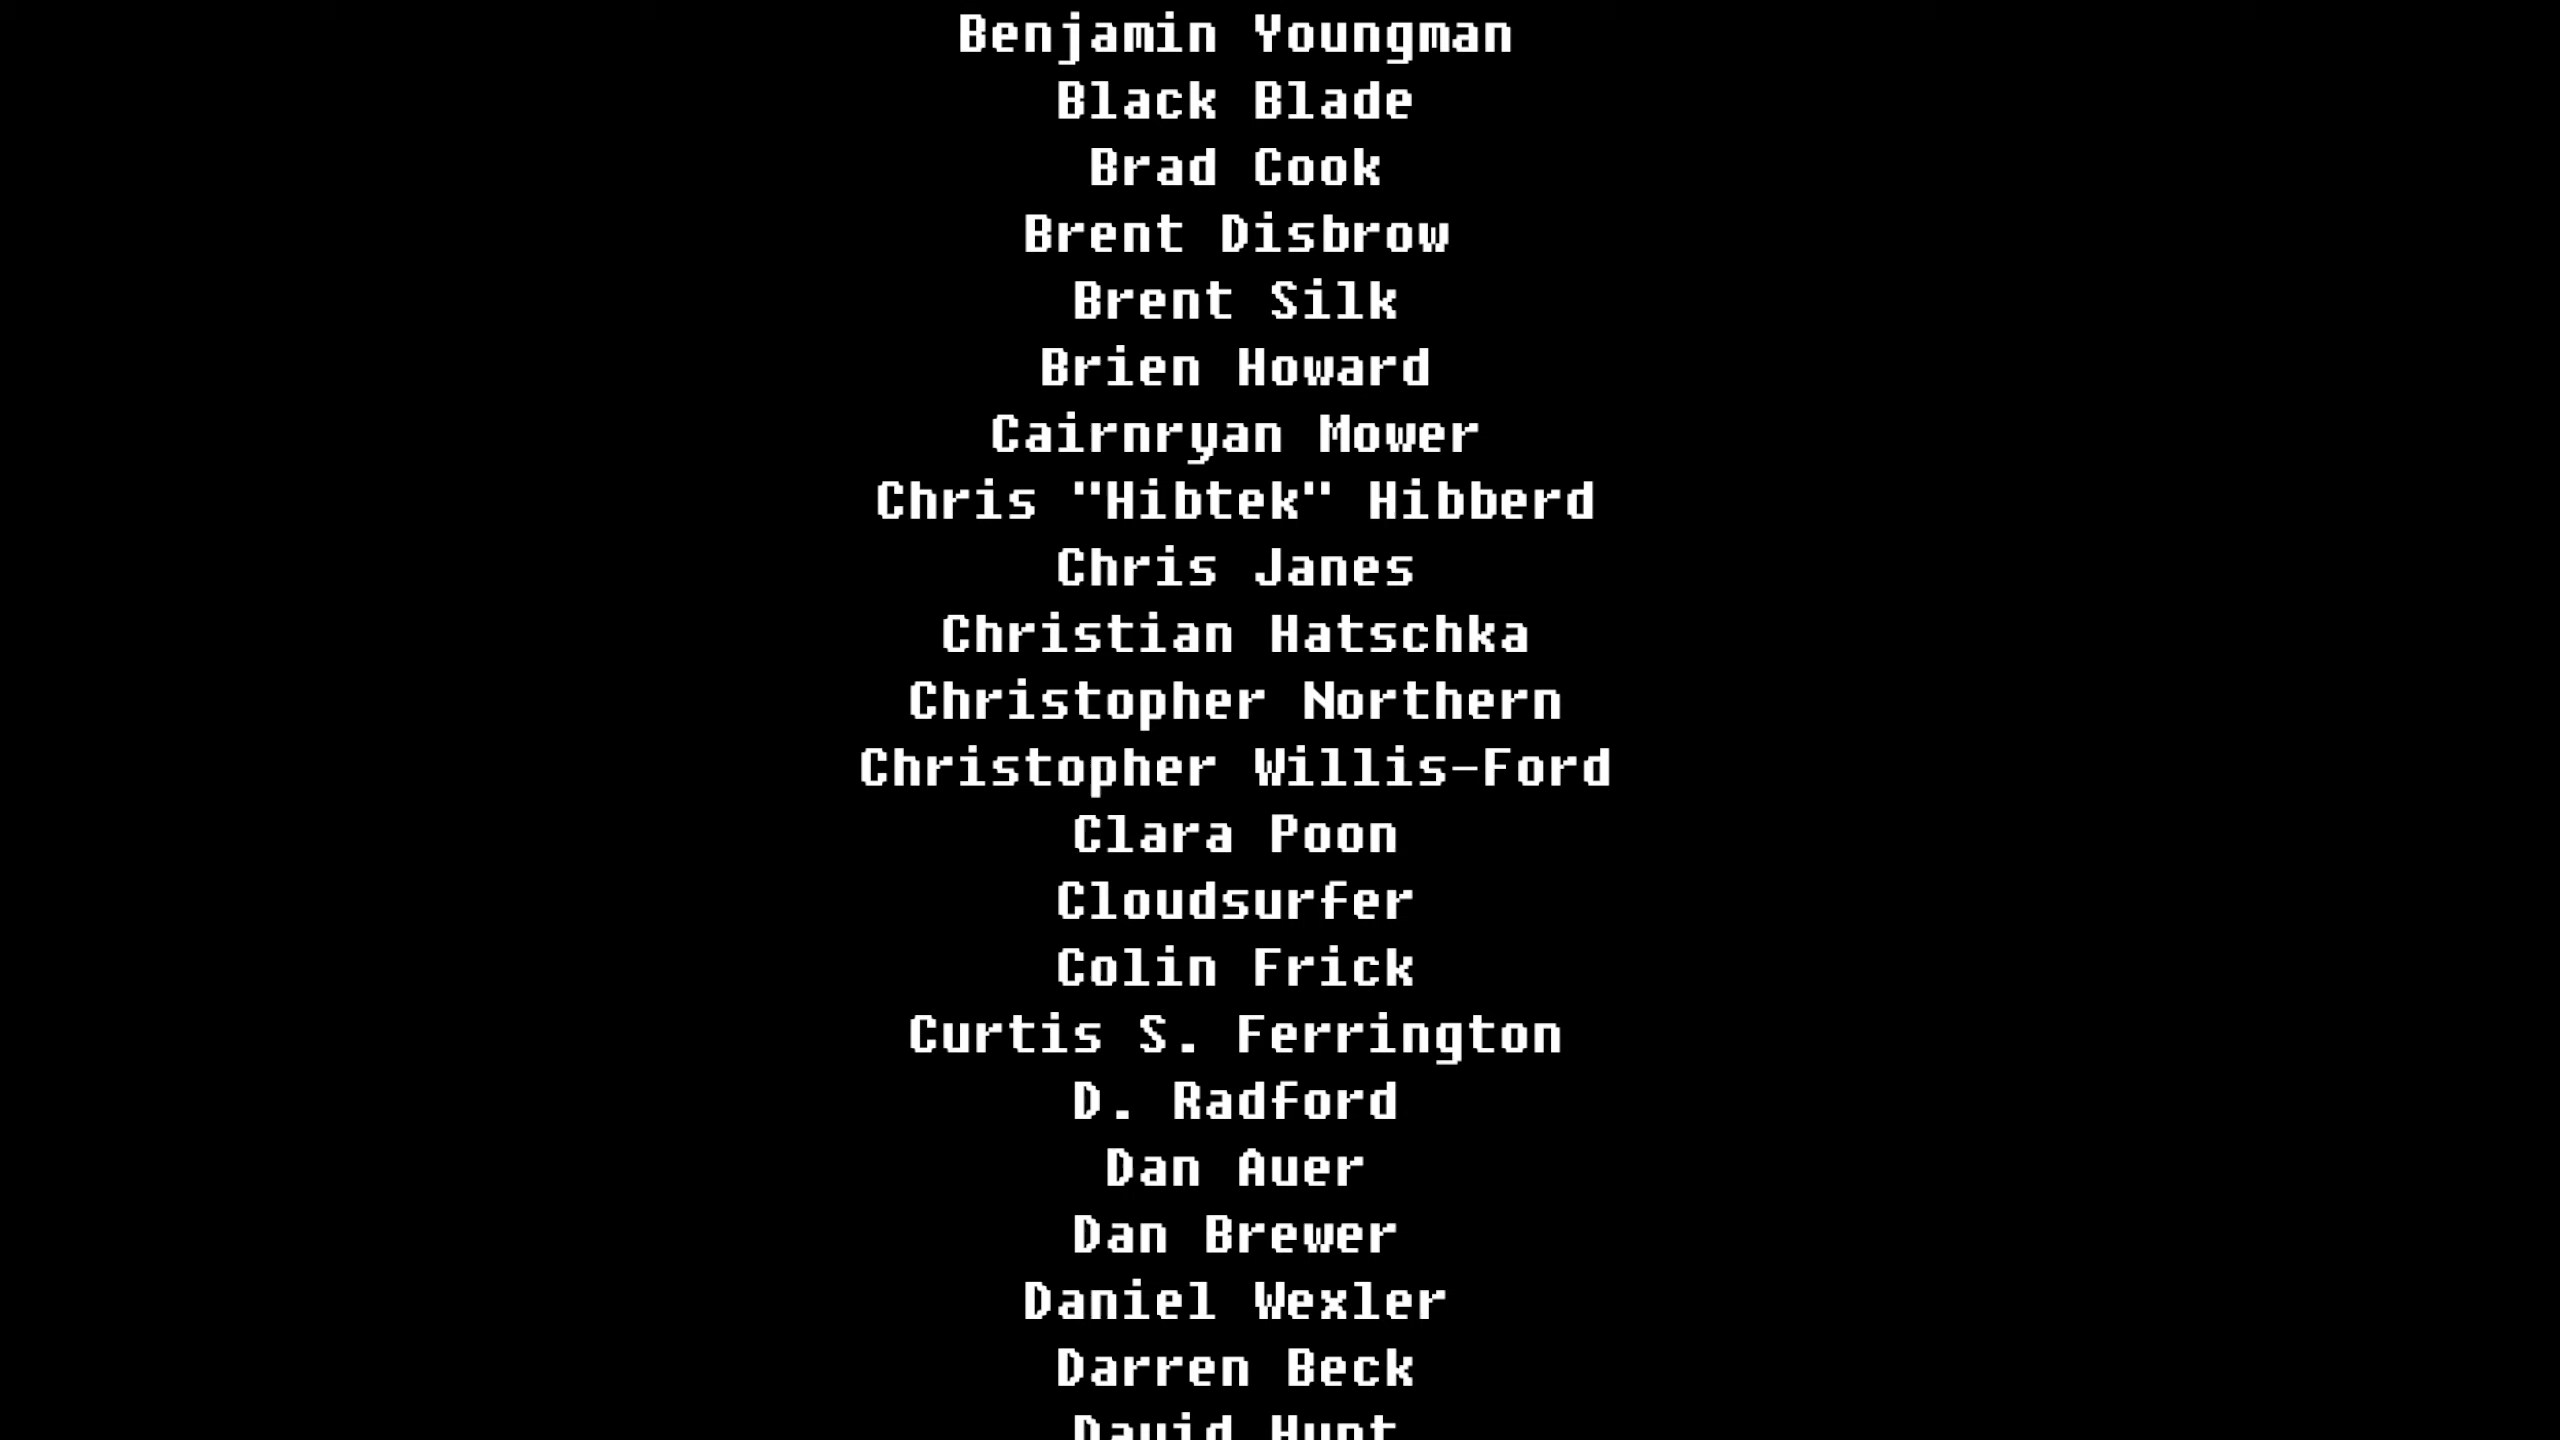 Benjamin Youngman
Black Blade
Brad Cook
Brent Disbrow
Brent Silk
Brien Howard
Cairnryan Mower
Chris "Hibtek" Hibberd
Chris Janes
Christian Hatschka
Christopher Northern
Christopher Willis-Ford
Clara Poon
Cloudsurfer
Colin Frick
Curtis S. Ferrington
D. Radford
Dan Auer
Dan Brewer
Daniel Wexler
Darren Beck
David Hunt